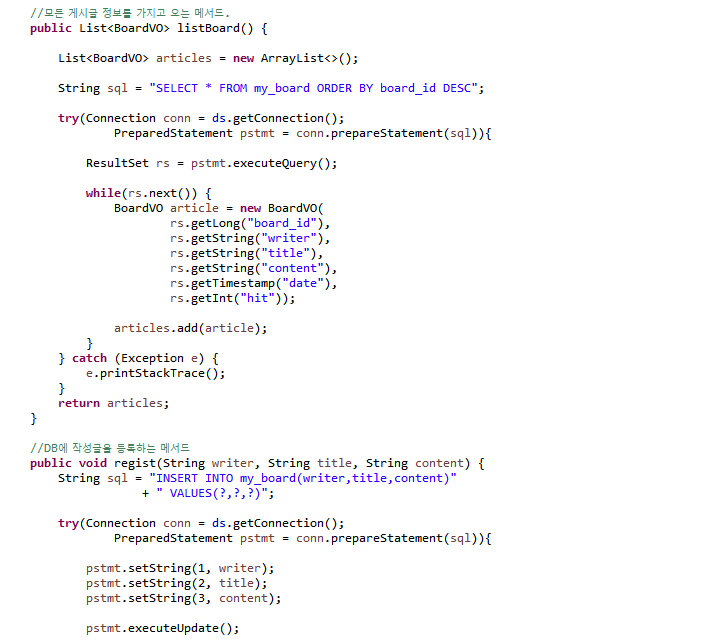 //모든 게시글 정보를 가지고 오는 메서드.
public List<BoardVO> listBoard() {
List<BoardVO> articles = new ArrayList<>();
String sql = "SELECT * FROM my_board ORDER BY board_id DESC";
try(Connection conn = ds.getConnection();
PreparedStatement pstmt = conn.prepareStatement(sql)){
ResultSet rs = pstmt.executeQuery();
while(rs.next()) {
BoardVO article = new BoardVO(
rs.getLong("board_id"),
rs.getString("writer"),
rs.getString("title"),
rs.getString("content"),
rs.getTimestamp("date"),
rs.getInt("hit"));
articles.add(article);
}
} catch (Exception e) {
e.printStackTrace();
}
return articles;
}
//DB에 작성글을 등록하는 메서드
public void regist(String writer, String title, String content) {
String sql = "INSERT INTO my_board(writer,title,content)"
+ " VALUES(?,?,?)";
try(Connection conn = ds.getConnection();
PreparedStatement pstmt = conn.prepareStatement(sql)){
pstmt.setString(1, writer);
pstmt.setString(2, title);
pstmt.setString(3, content);
pstmt.executeUpdate();